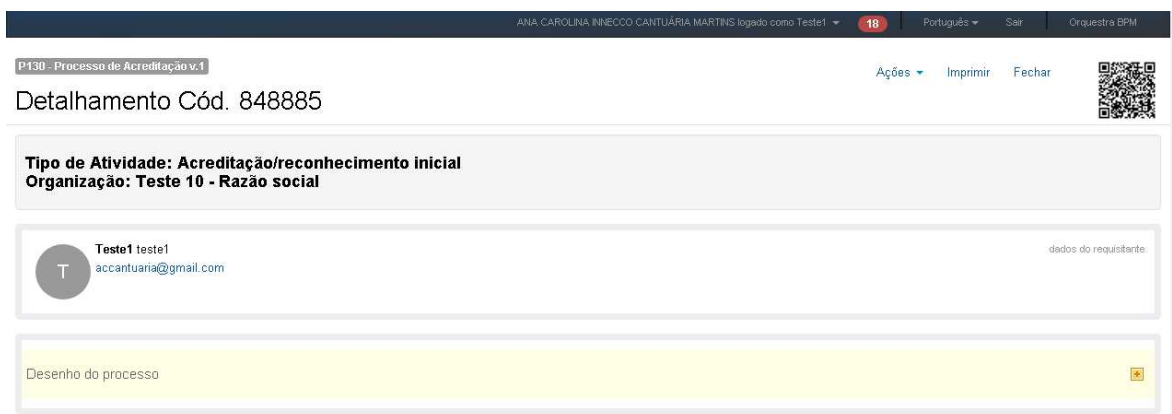 ANA CAROLINA INNECCO CANTUÁRIA MARTINS logado como Teste1 18 Português Sair Orquestra BPM
P130 - Processo de Acreditação v.1
Ações Imprimir Fechar
Detalhamento Cód. 848885
Tipo de Atividade: Acreditação/reconhecimento inicial
Organização: Teste 10 - Razão social
Teste1 teste1
dados do requisitante
T
accantuaria@gmail.com
Desenho do processo